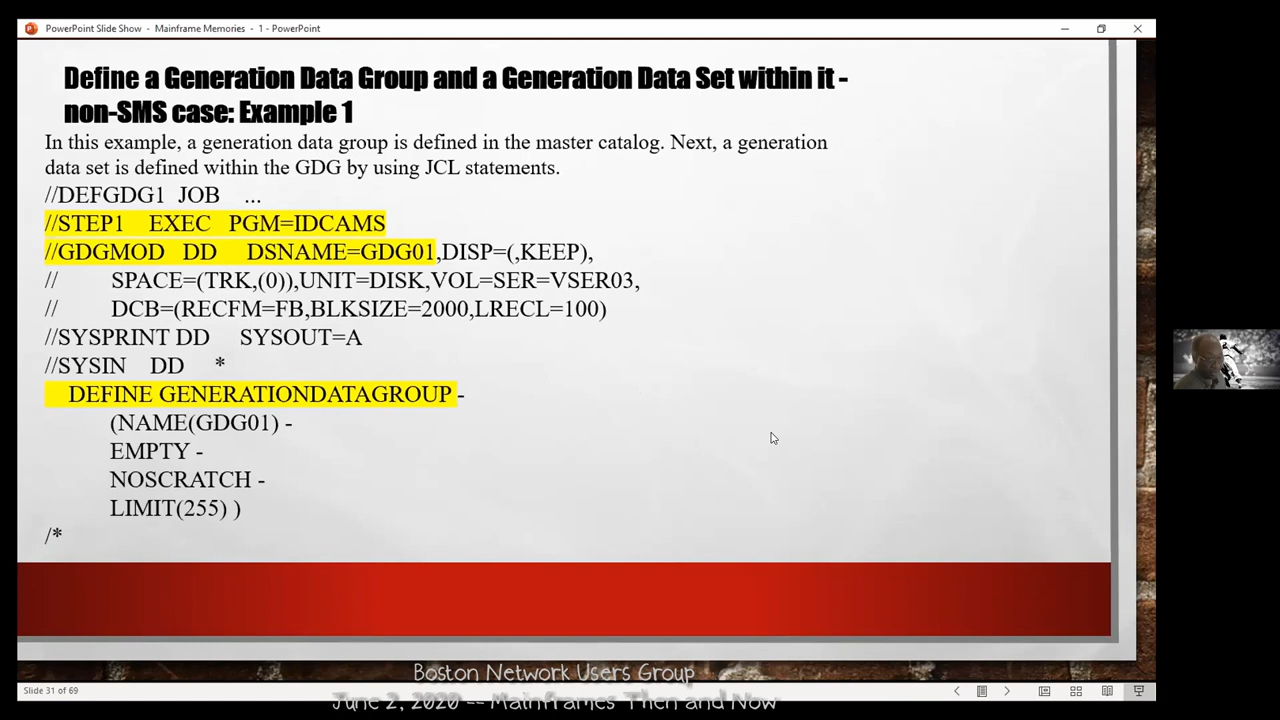 PowerPoint Slide Show - Mainframe Memories - 1 - PowerPoint
Define a Generation Data Group and a Generation Data Set within it -
non-SMS case: Example 1
In this example, a generation data group is defined in the master catalog. Next, a generation
data set is defined within the GDG by using JCL statements.
//DEFGDG1 JOB ...
//STEP1 EXEC PGM=IDCAMS
//GDGMOD DD DSNAME=GDG01,DISP=(,KEEP),
// SPACE=(TRK,(0)),UNIT=DISK,VOL=SER=VSER03,
// DCB=(RECFM=FB,BLKSIZE=2000,LRECL=100)
//SYSPRINT DD SYSOUT=A
//SYSIN DD *
DEFINE GENERATIONDATAGROUP -
(NAME(GDG01) -
EMPTY -
NOSCRATCH -
LIMIT(255) )
/*
Boston Network Users Group
Slide 31 of 69
June 2, 2020 -- Mainframes Then and Now